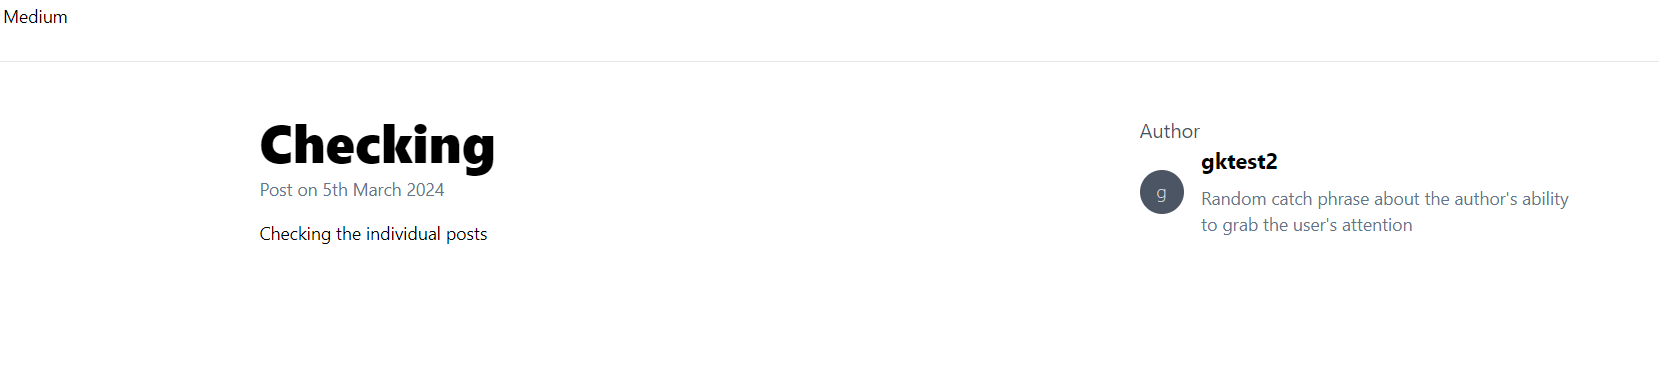 Medium
Checking
Post on 5th March 2024
Checking the individual posts
Author
gktest2
g
Random catch phrase about the author's ability
to grab the user's attention